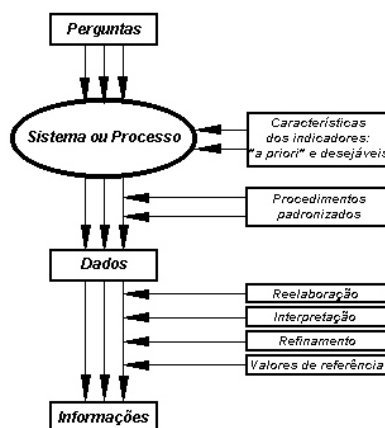 Perguntas
Sistema ou Processo
Características
dos indicadores:
"a priori" e desejáveis
Procedimentos
padronizados
Dados
Reelaboração
Interpretação
Refinamento
Valores de referência
Informações